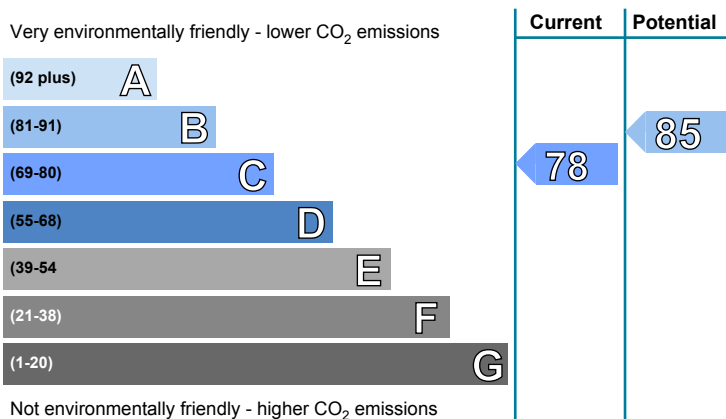 Current Potential
Very environmentally friendly - lower CO2 emissions
(92 plus) A
(81-91) B
85
(69-80) C
78
(55-68) D
(39-54 E
(21-38) F
(1-20) G
Not environmentally friendly - higher CO2 emissions